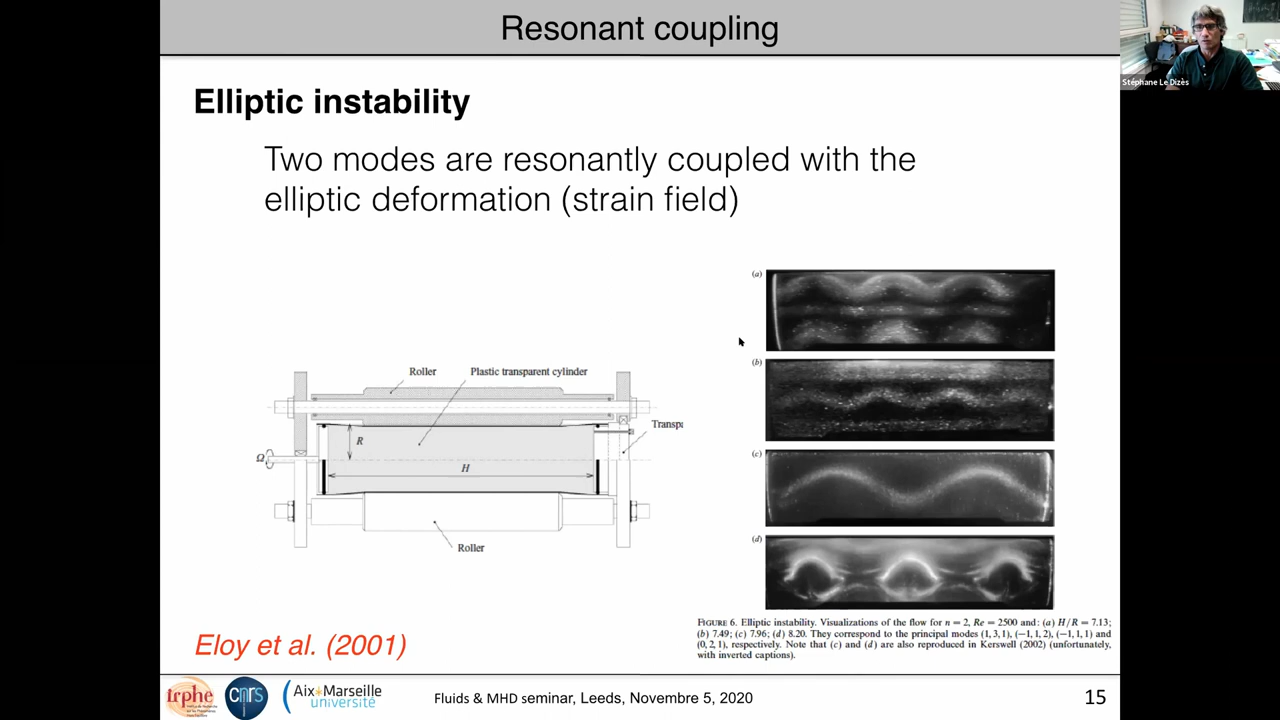 Resonant coupling
Stéphane Le Dizès
Elliptic instability
Two modes are resonantly coupled with the
elliptic deformation (strain field)
(a)
(b)
(c)
(d)
Roller
Plastic transparent cylinder
Transpa
R
Ω
H
Roller
FIGURE 6. Elliptic instability. Visualizations of the flow for n = 2, Re = 2500 and: (a) H/R = 7.13;
(b) 7.49; (c) 7.96; (d) 8.20. They correspond to the principal modes (1, 3, 1), (−1, 1, 2), (−1, 1, 1) and
(0, 2, 1), respectively. Note that (c) and (d) are also reproduced in Kerswell (2002) (unfortunately,
with inverted captions).
Eloy et al. (2001)
irphe
cnrs
Aix✶Marseille
université
Fluids & MHD seminar, Leeds, Novembre 5, 2020
15